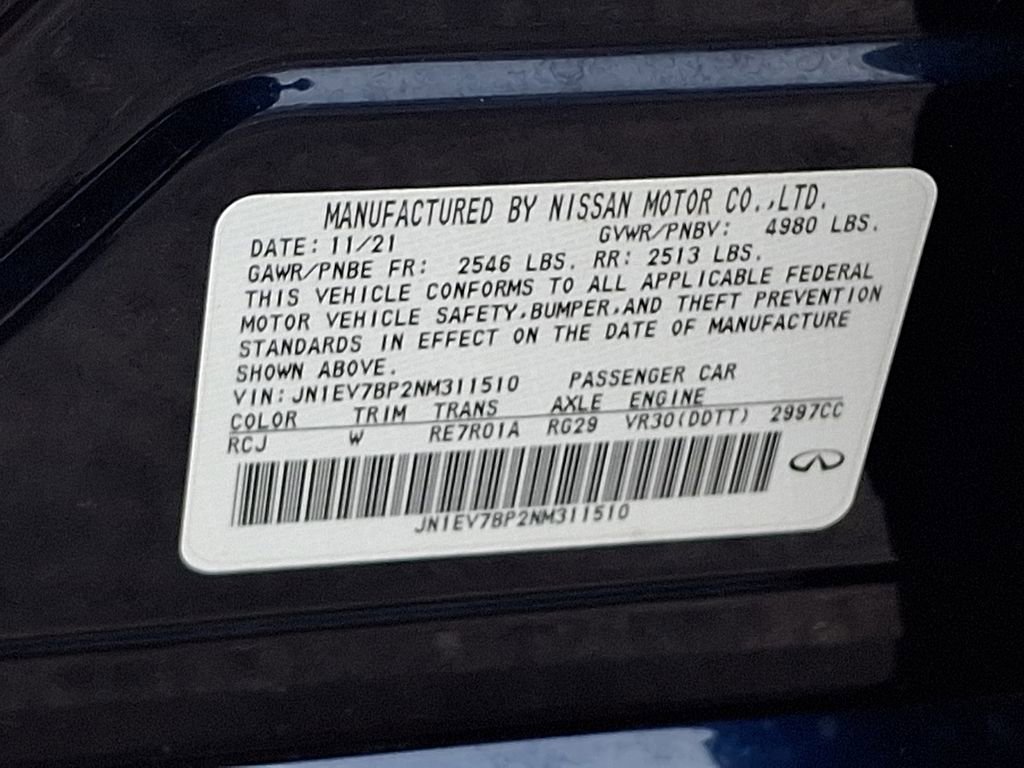 MANUFACTURED BY NISSAN MOTOR CO.,LTD.
DATE: 11/21 GVWR/PNBV: 4980 LBS.
GAWR/PNBE FR: 2546 LBS. RR: 2513 LBS.
THIS VEHICLE CONFORMS TO ALL APPLICABLE FEDERAL
MOTOR VEHICLE SAFETY,BUMPER,AND THEFT PREVENTION
STANDARDS IN EFFECT ON THE DATE OF MANUFACTURE
SHOWN ABOVE.
VIN: JN1EV7BP2NM311510 PASSENGER CAR
COLOR TRIM TRANS AXLE ENGINE
RCJ W RE7R01A RG29 VR30(DDTT) 2997CC
JN1EV7BP2NM311510